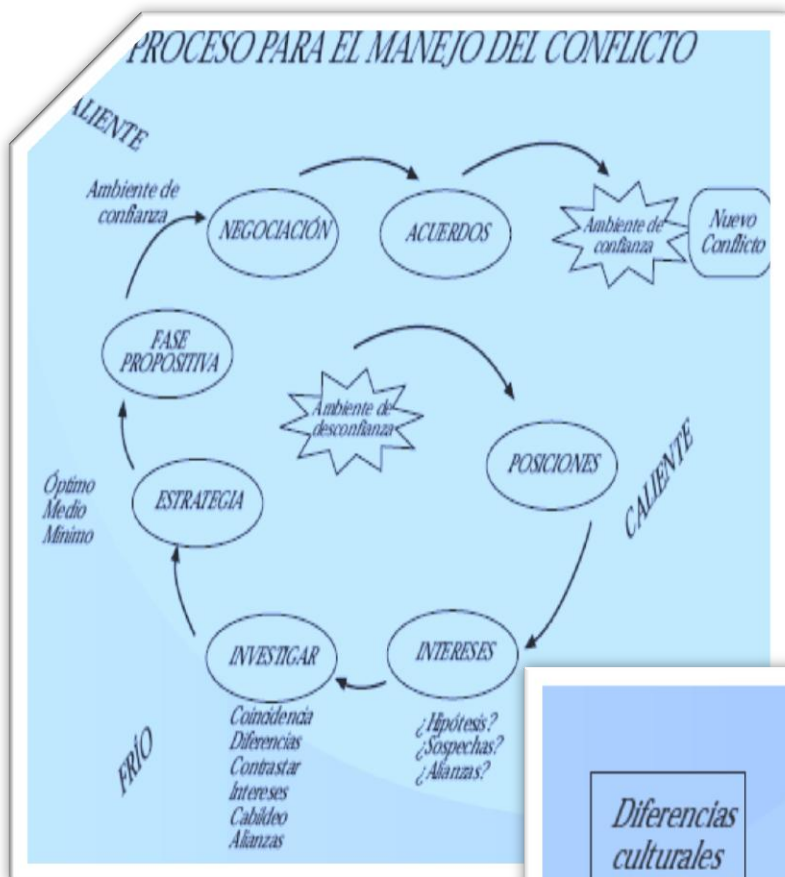 PROCESO PARA EL MANEJO DEL CONFLICTO
ALIENTE
Ambiente de
confianza
NEGOCIACIÓN
ACUERDOS
Ambiente de
confianza
Nuevo
Conflicto
FASE
PROPOSITIVA
Ambiente de
desconfianza
POSICIONES
CALIENTE
Óptimo
Medio
Mínimo
ESTRATEGIA
INVESTIGAR
INTERESES
Coincidencia
Diferencias
Contrastar
Intereses
Cabildeo
Alianzas
¿Hipótesis?
¿Sospechas?
¿Alianzas?
FRÍO
Diferencias
culturales